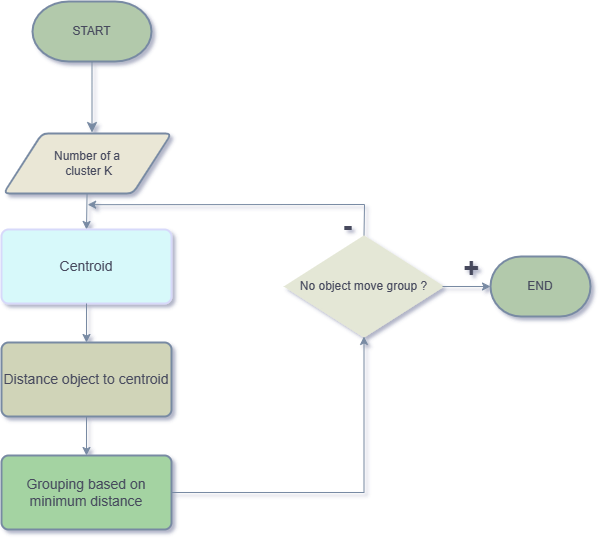 START
Number of a
cluster K
Centroid
-
No object move group ?
+
END
Distance object to centroid
Grouping based on
minimum distance